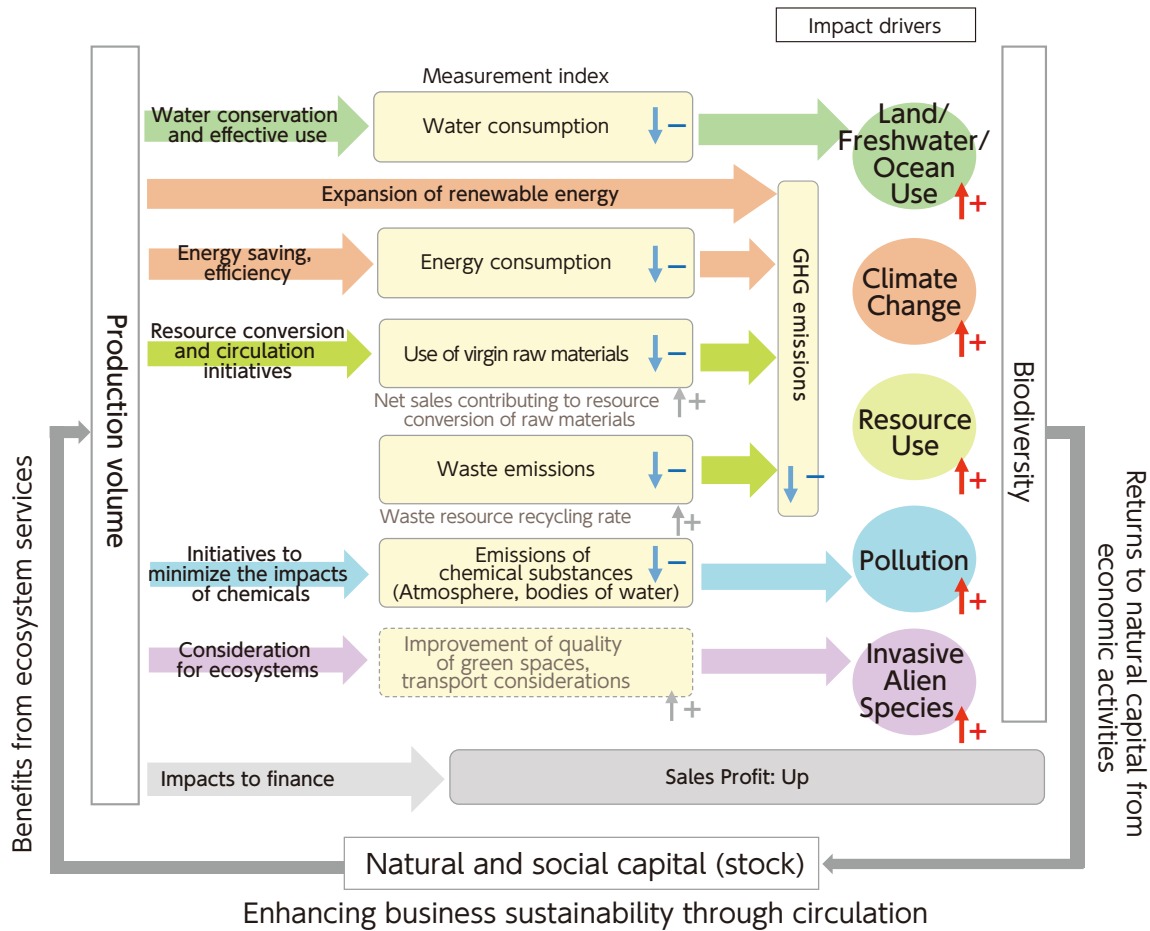 Impact drivers
Measurement index
Production volume
Water conservation
and effective use
Water consumption
−
Land/
Freshwater/
Ocean
Use
+
Expansion of renewable energy
GHG emissions
−
Energy saving,
efficiency
Energy consumption
−
Climate
Change
+
Resource conversion
and circulation
initiatives
Use of virgin raw materials
−
Net sales contributing to resource
conversion of raw materials
+
Resource
Use
+
Waste emissions
−
Waste resource recycling rate
+
Initiatives to
minimize the impacts
of chemicals
Emissions of
chemical substances
(Atmosphere, bodies of water)
−
Pollution
+
Consideration
for ecosystems
Improvement of quality
of green spaces,
transport considerations
+
Invasive
Alien
Species
+
Biodiversity
Impacts to finance
Sales Profit: Up
Benefits from ecosystem services
Returns to natural capital from
economic activities
Natural and social capital (stock)
Enhancing business sustainability through circulation